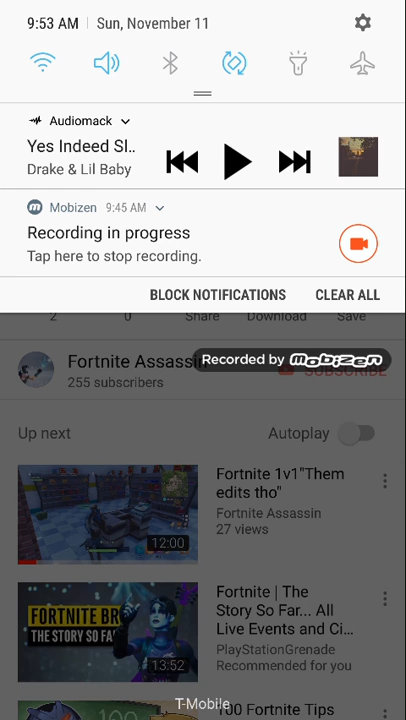 9:53 AM | Sun, November 11
Audiomack
Yes Indeed Sl..
Drake & Lil Baby
Mobizen 9:45 AM
Recording in progress
Tap here to stop recording.
BLOCK NOTIFICATIONS CLEAR ALL
2 0 Share Download Save
Fortnite Assassin
Recorded by MOBIZEN
SUBSCRIBE
255 subscribers
Up next Autoplay
Fortnite 1v1"Them
edits tho"
Fortnite Assassin
27 views
12:00
Fortnite | The
Story So Far... All
Live Events and Ci...
PlayStationGrenade
Recommended for you
FORTNITE BR
THE STORY SO FA
13:52
T-Mobile
100 Fortnite Tips
100